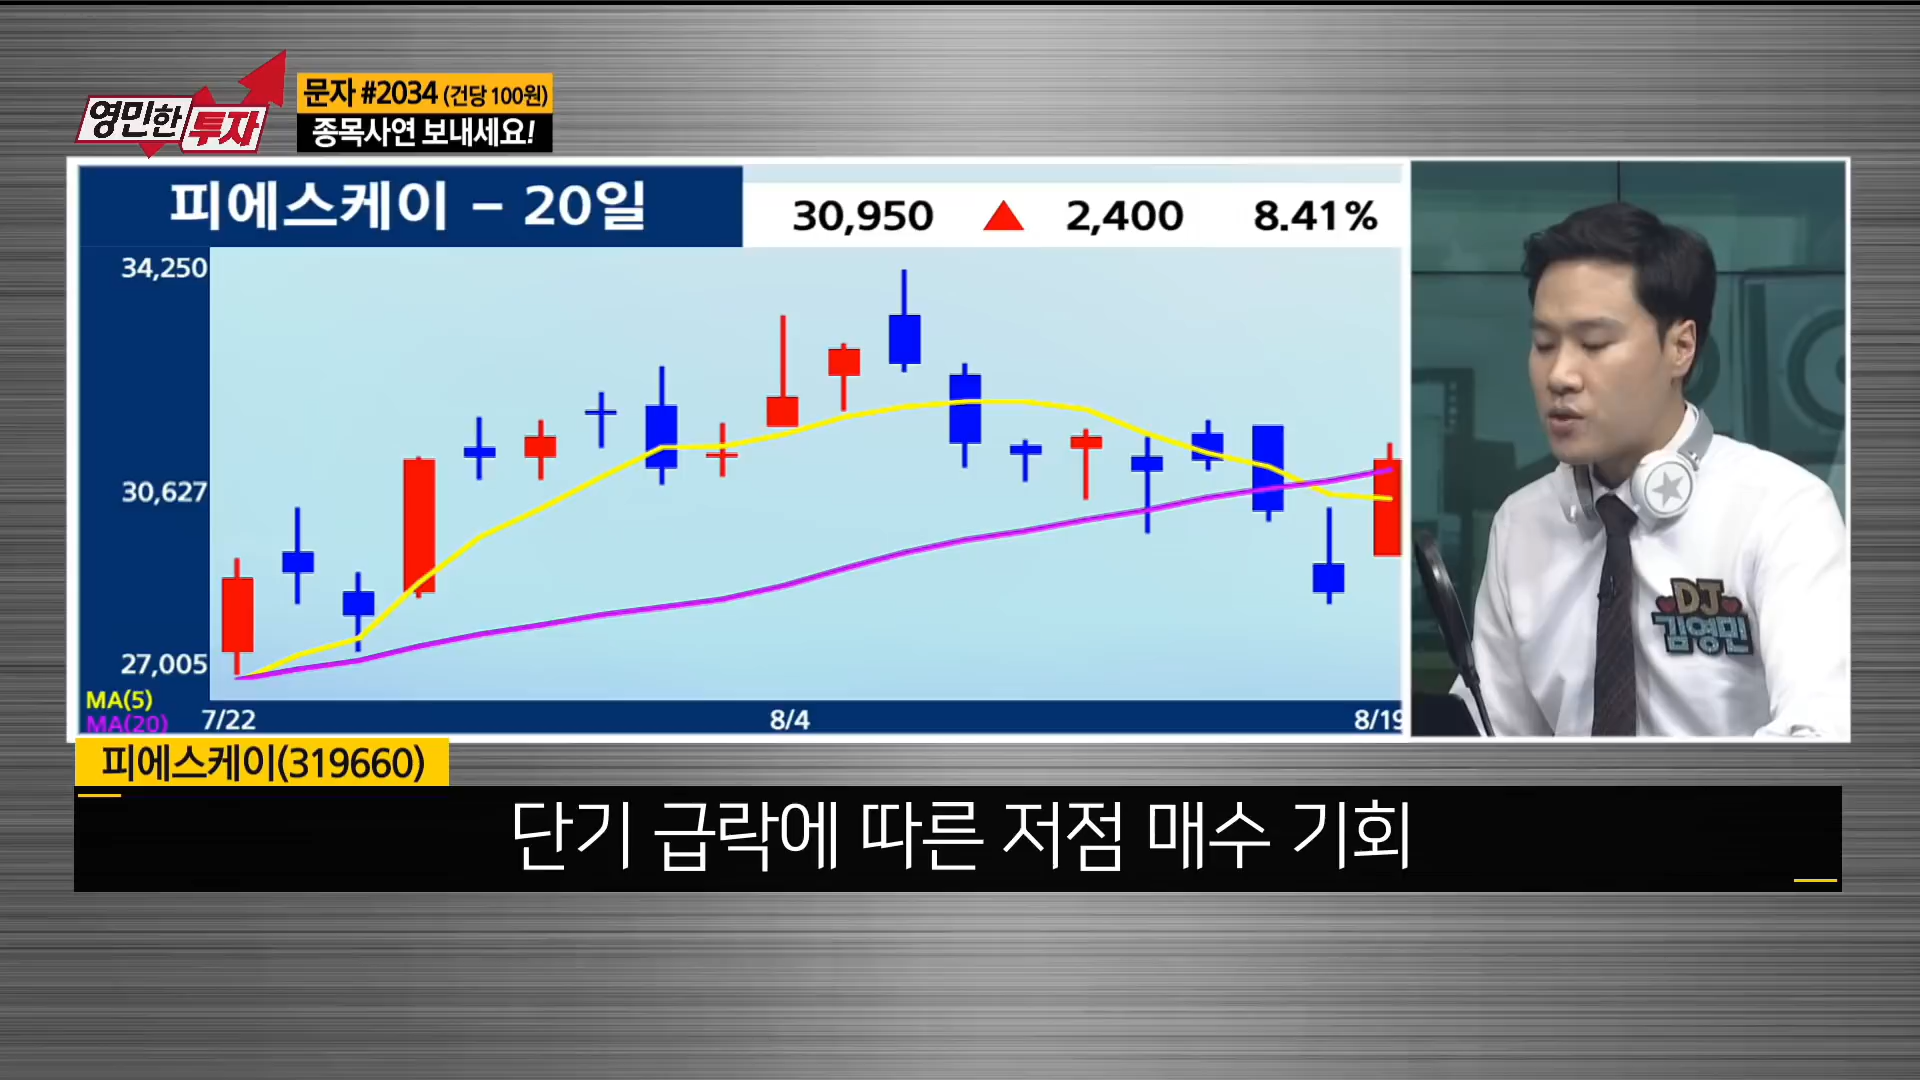 영민한 투자
문자 #2034 (건당 100원)
종목사연 보내세요!
피에스케이 - 20일
30,950 ▲ 2,400 8.41%
34,250
30,627
27,005
MA(5)
MA(20)
7/22 8/4 8/19
DJ
김영민
피에스케이(319660)
단기 급락에 따른 저점 매수 기회